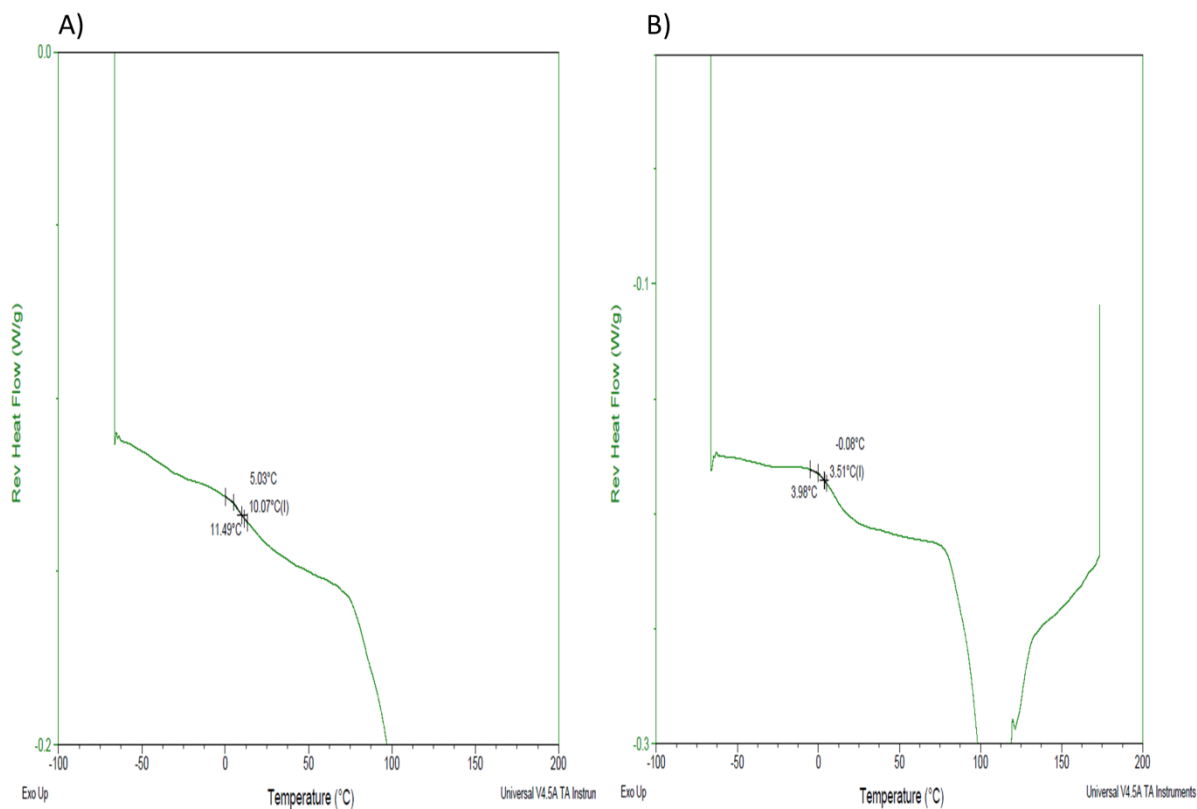 A)
0.0
Rev Heat Flow (W/g)
5.03°C
10.07°C(I)
11.49°C
-0.2
-100
-50
0
50
100
150
200
Exo Up
Temperature (°C)
Universal V4.5A TA Instrun
B)
Rev Heat Flow (W/g)
-0.1
-0.08°C
3.51°C(I)
3.98°C
-0.3
-100
-50
0
50
100
150
200
Exo Up
Temperature (°C)
Universal V4.5A TA Instruments